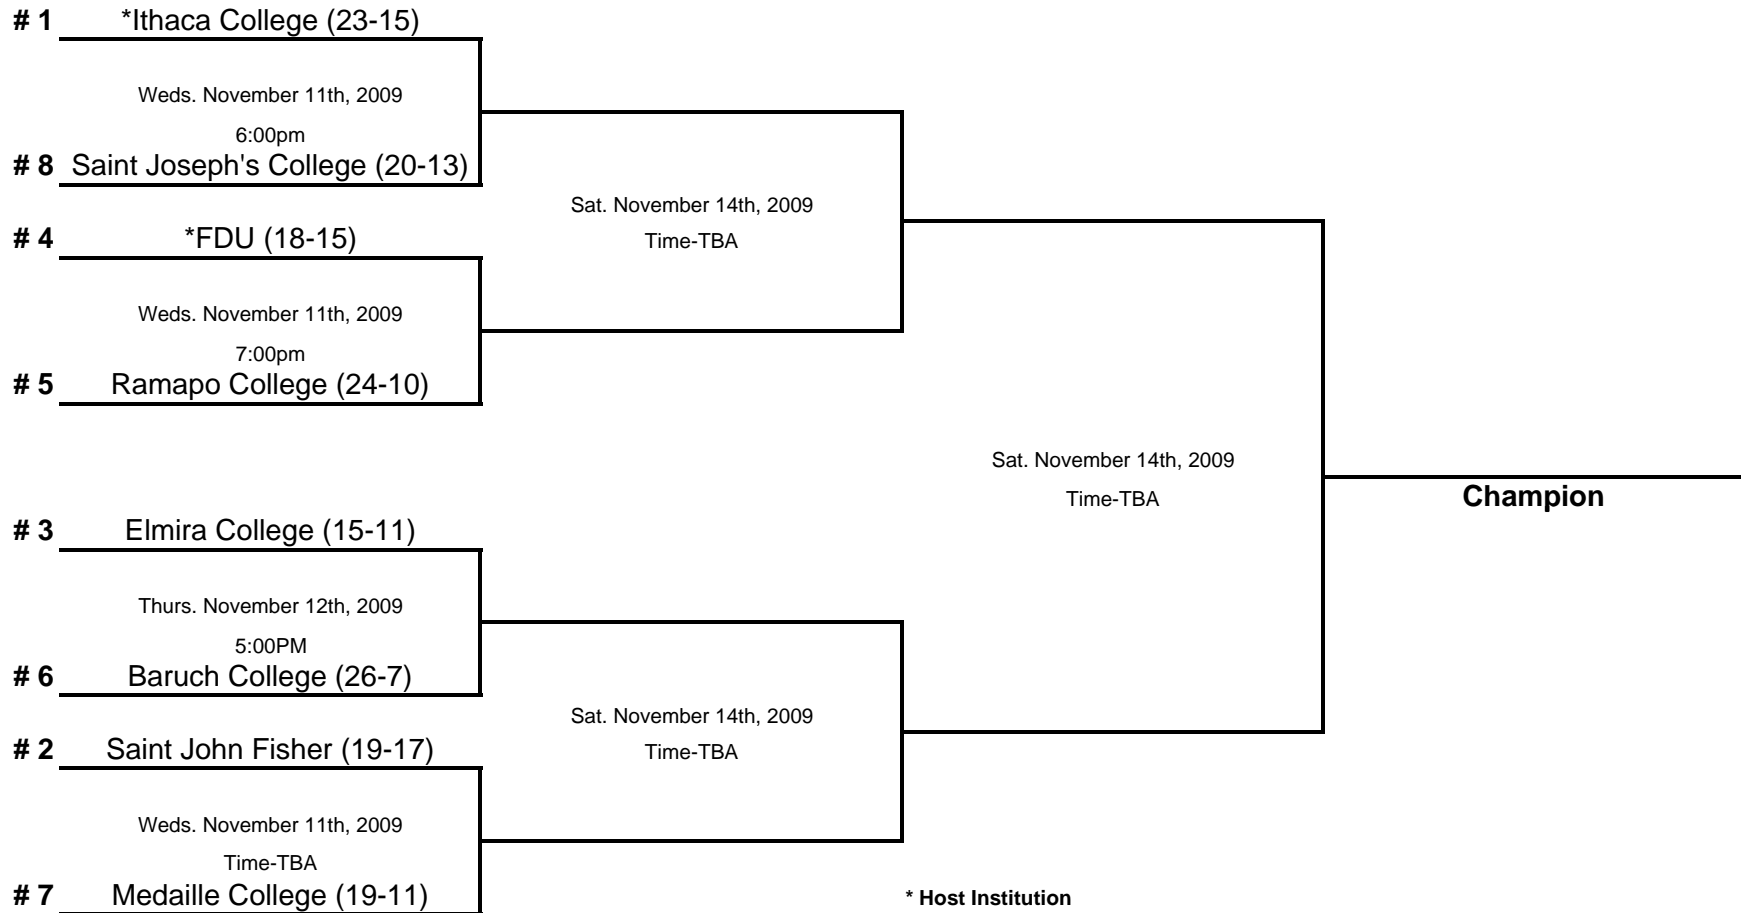 # 1 *Ithaca College (23-15)
Weds. November 11th, 2009
6:00pm
# 8 Saint Joseph's College (20-13)
Sat. November 14th, 2009
Time-TBA
# 4 *FDU (18-15)
Weds. November 11th, 2009
7:00pm
# 5 Ramapo College (24-10)
Sat. November 14th, 2009
Time-TBA
Champion
# 3 Elmira College (15-11)
Thurs. November 12th, 2009
5:00PM
# 6 Baruch College (26-7)
Sat. November 14th, 2009
Time-TBA
# 2 Saint John Fisher (19-17)
Weds. November 11th, 2009
Time-TBA
# 7 Medaille College (19-11)
* Host Institution